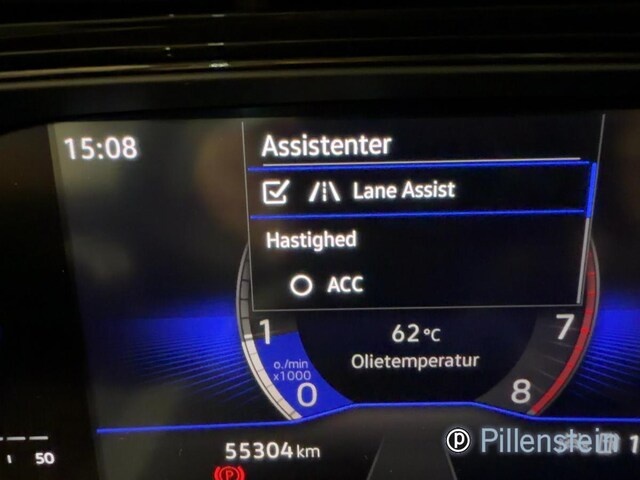 15:08
Assistenter
Lane Assist
Hastighed
ACC
1
62 °C
7
Olietemperatur
o./min
x1000
0
8
55304 km
50
P Pillenstein